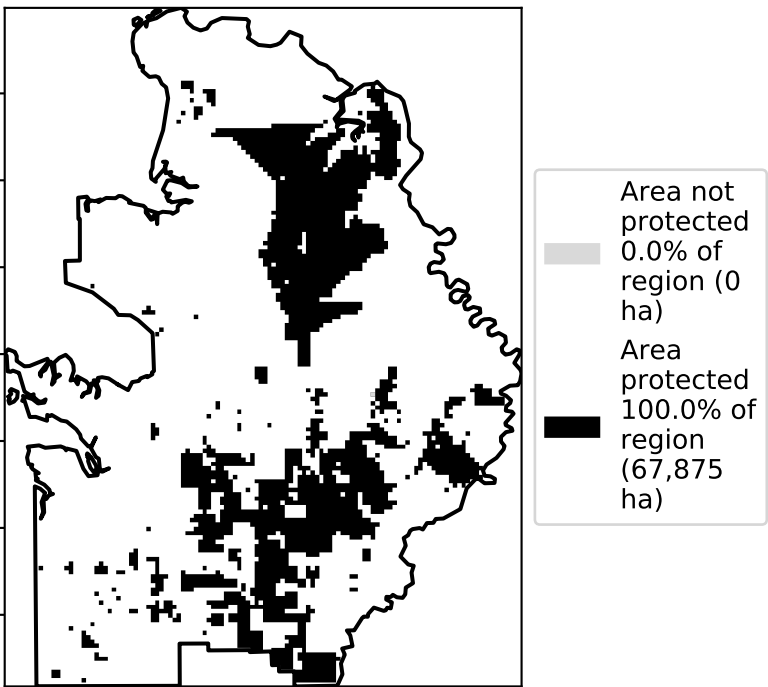 Area not
protected
0.0% of
region (0
ha)
Area
protected
100.0% of
region
(67,875
ha)